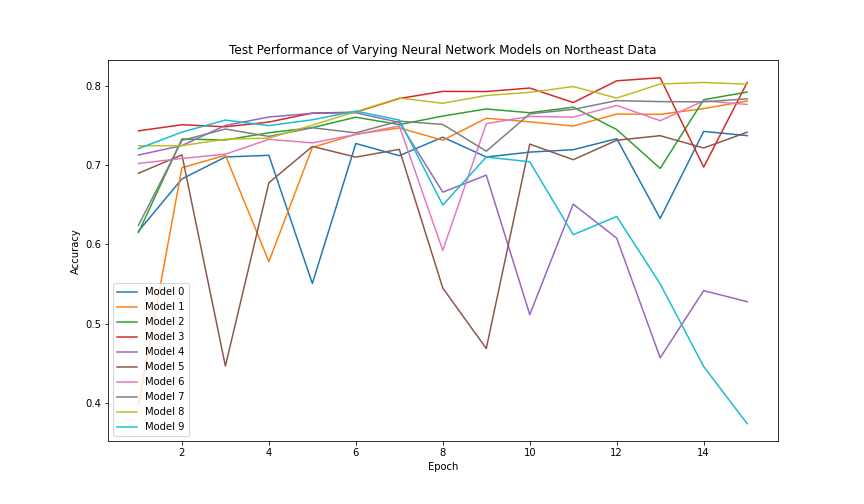 Test Performance of Varying Neural Network Models on Northeast Data
Accuracy
0.8
0.7
0.6
0.5
0.4
Model 0
Model 1
Model 2
Model 3
Model 4
Model 5
Model 6
Model 7
Model 8
Model 9
2
4
6
8
10
12
14
Epoch